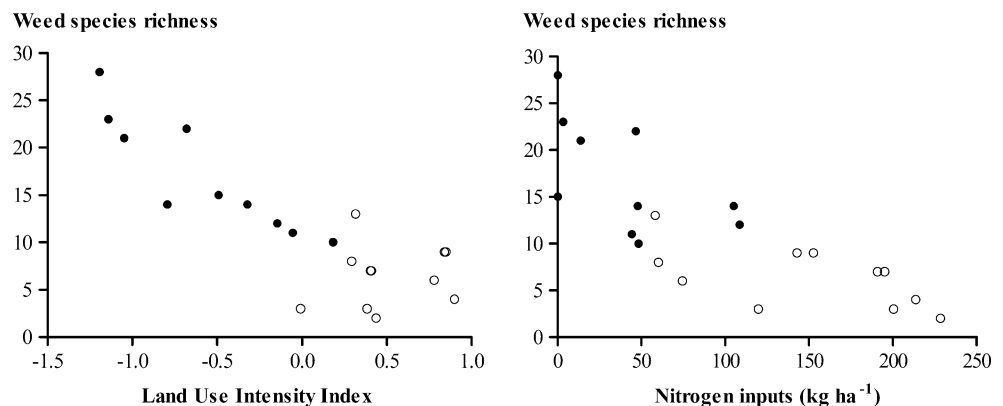 Weed species richness
30
25
20
15
10
5
0
-1.5 -1.0 -0.5 0.0 0.5 1.0
Land Use Intensity Index
Weed species richness
30
25
20
15
10
5
0
0 50 100 150 200 250
Nitrogen inputs (kg ha⁻¹)